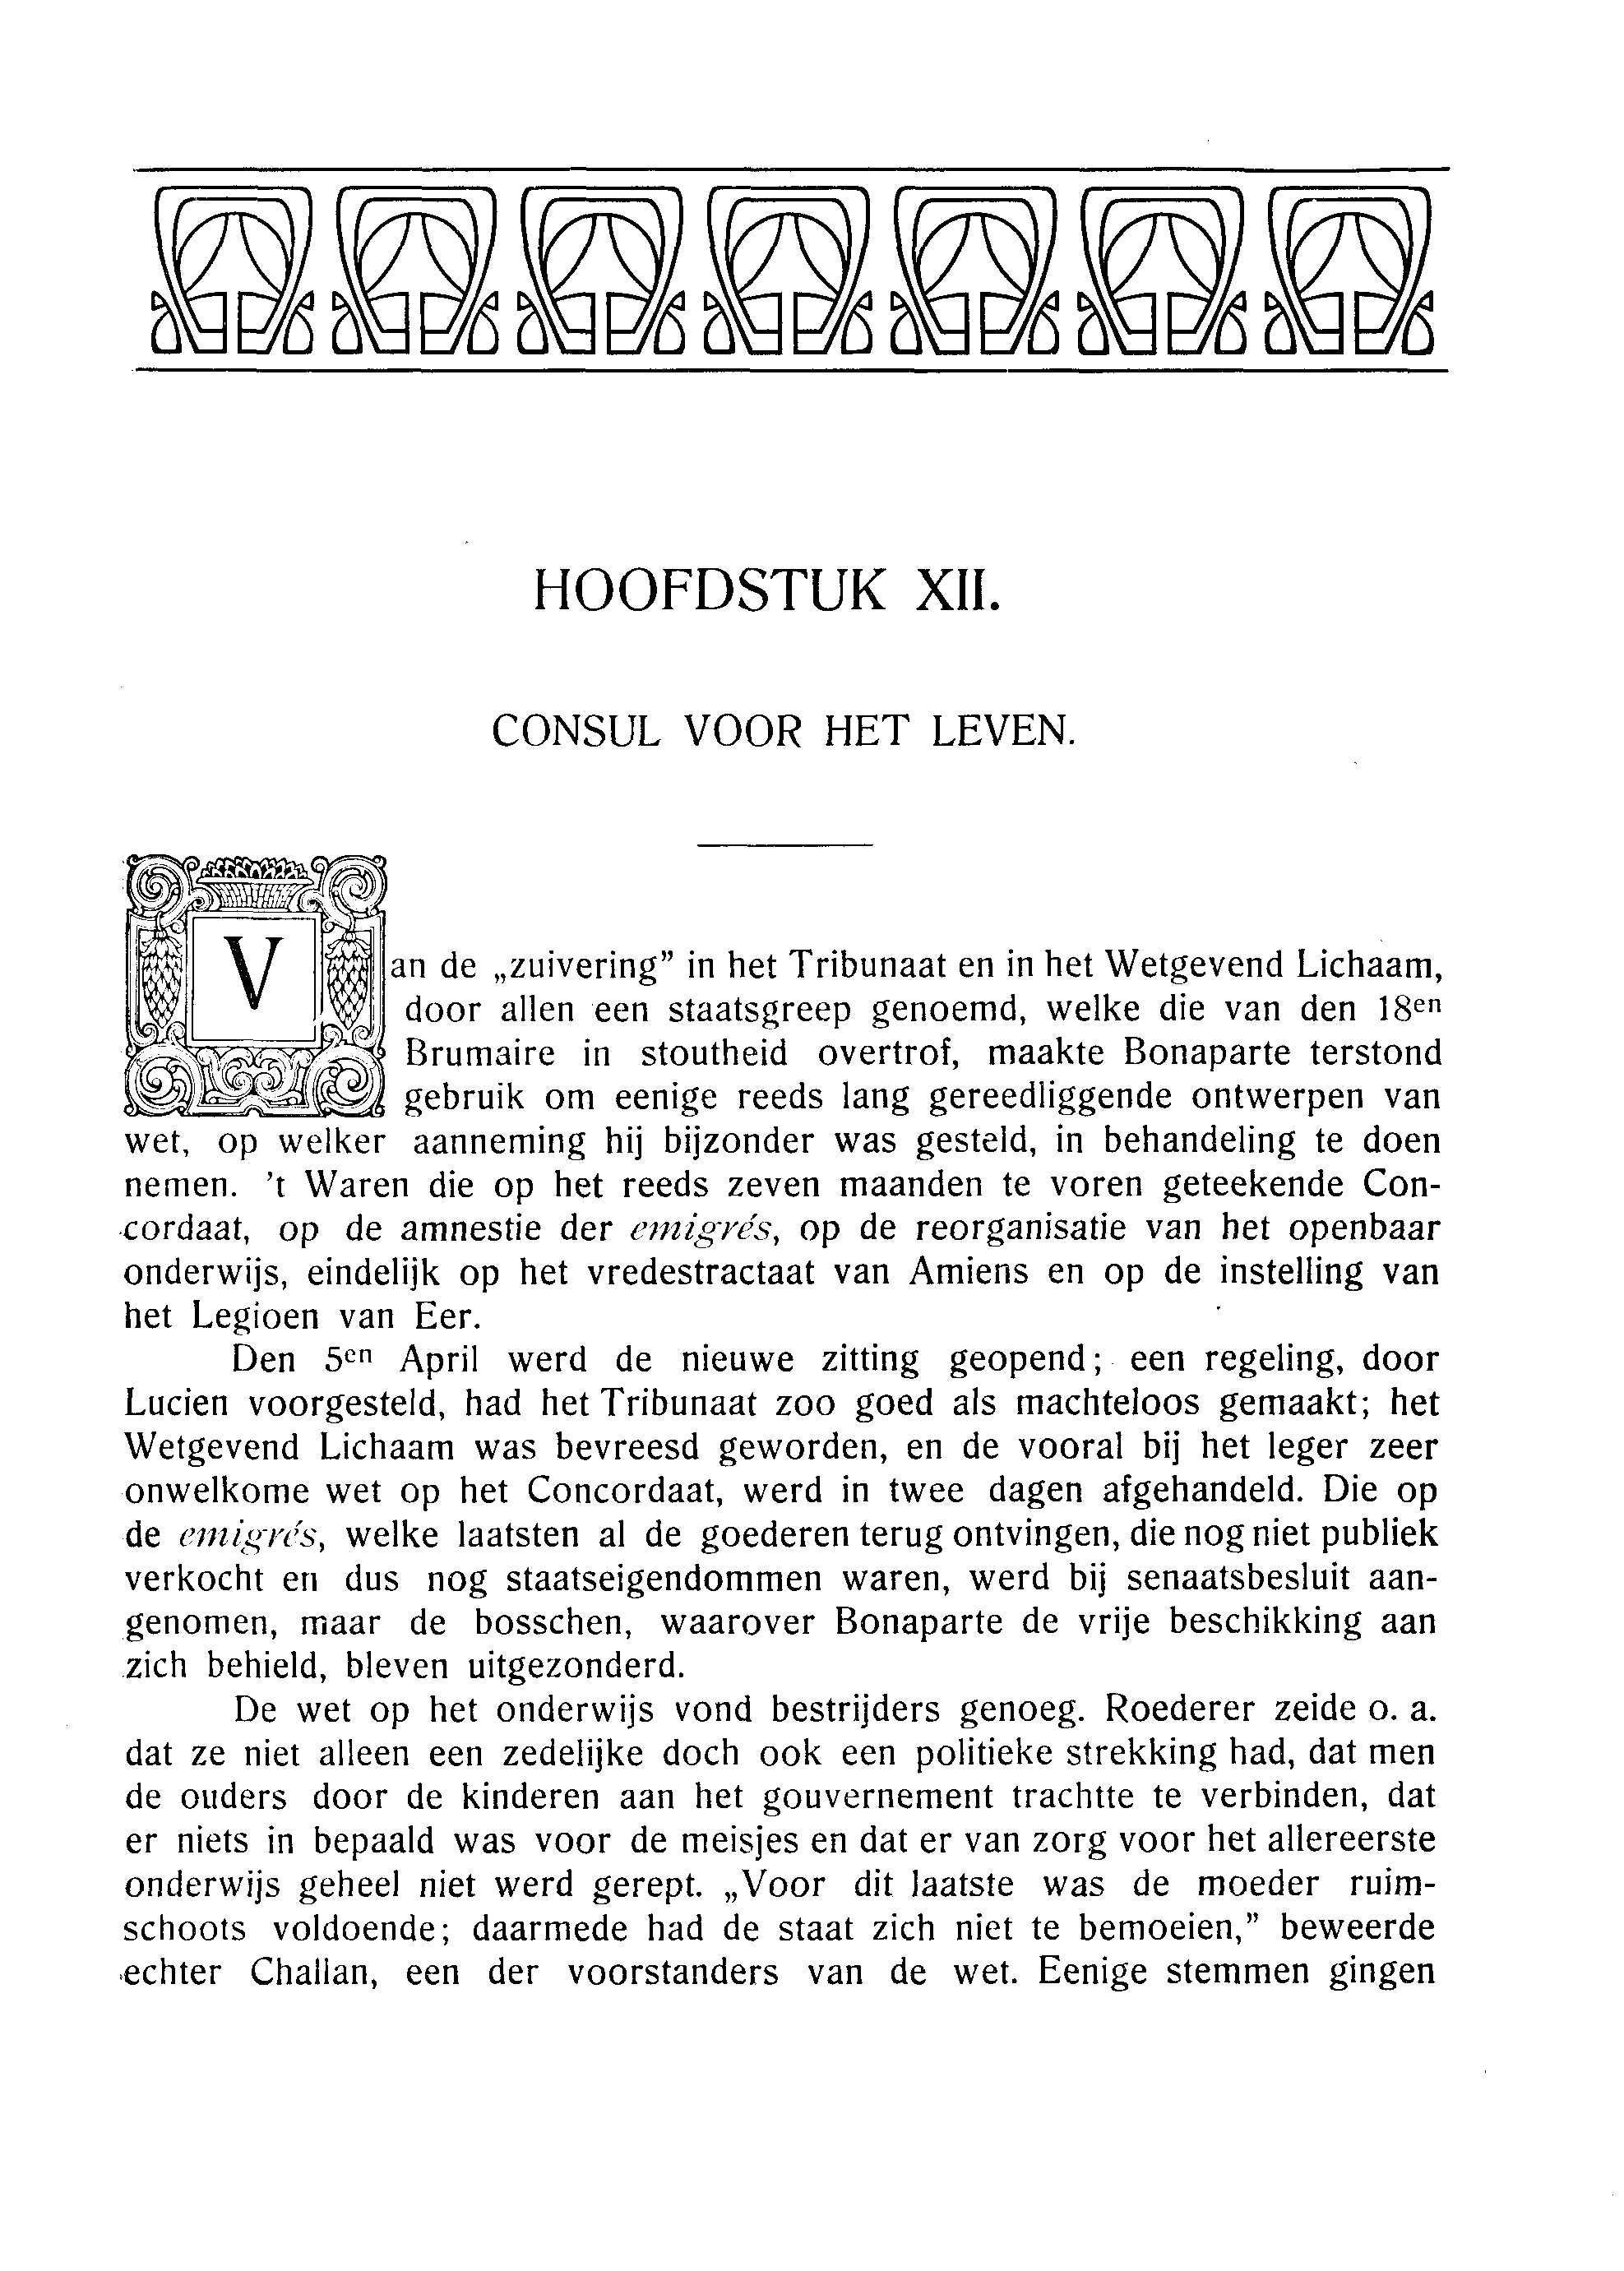 HOOFDSTUK XII.
CONSUL VOOR HET LEVEN.
Van de „zuivering” in het Tribunaat en in het Wetgevend Lichaam,
door allen een staatsgreep genoemd, welke die van den 18en
Brumaire in stoutheid overtrof, maakte Bonaparte terstond
gebruik om eenige reeds lang gereedliggende ontwerpen van
wet, op welker aanneming hij bijzonder was gesteld, in behandeling te doen
nemen. ’t Waren die op het reeds zeven maanden te voren geteekende Con-
cordaat, op de amnestie der emigrés, op de reorganisatie van het openbaar
onderwijs, eindelijk op het vredestractaat van Amiens en op de instelling van
het Legioen van Eer.
Den 5en April werd de nieuwe zitting geopend; een regeling, door
Lucien voorgesteld, had het Tribunaat zoo goed als machteloos gemaakt; het
Wetgevend Lichaam was bevreesd geworden, en de vooral bij het leger zeer
onwelkome wet op het Concordaat, werd in twee dagen afgehandeld. Die op
de emigrés, welke laatsten al de goederen terug ontvingen, die nog niet publiek
verkocht en dus nog staatseigendommen waren, werd bij senaatsbesluit aan-
genomen, maar de bosschen, waarover Bonaparte de vrije beschikking aan
zich behield, bleven uitgezonderd.
De wet op het onderwijs vond bestrijders genoeg. Roederer zeide o. a.
dat ze niet alleen een zedelijke doch ook een politieke strekking had, dat men
de ouders door de kinderen aan het gouvernement trachtte te verbinden, dat
er niets in bepaald was voor de meisjes en dat er van zorg voor het allereerste
onderwijs geheel niet werd gerept. „Voor dit laatste was de moeder ruim-
schoots voldoende; daarmede had de staat zich niet te bemoeien,” beweerde
echter Challan, een der voorstanders van de wet. Eenige stemmen gingen